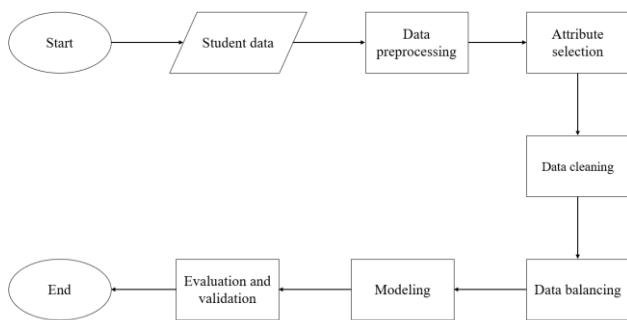 Start
Student data
Data
preprocessing
Attribute
selection
Data cleaning
Data balancing
Modeling
Evaluation and
validation
End